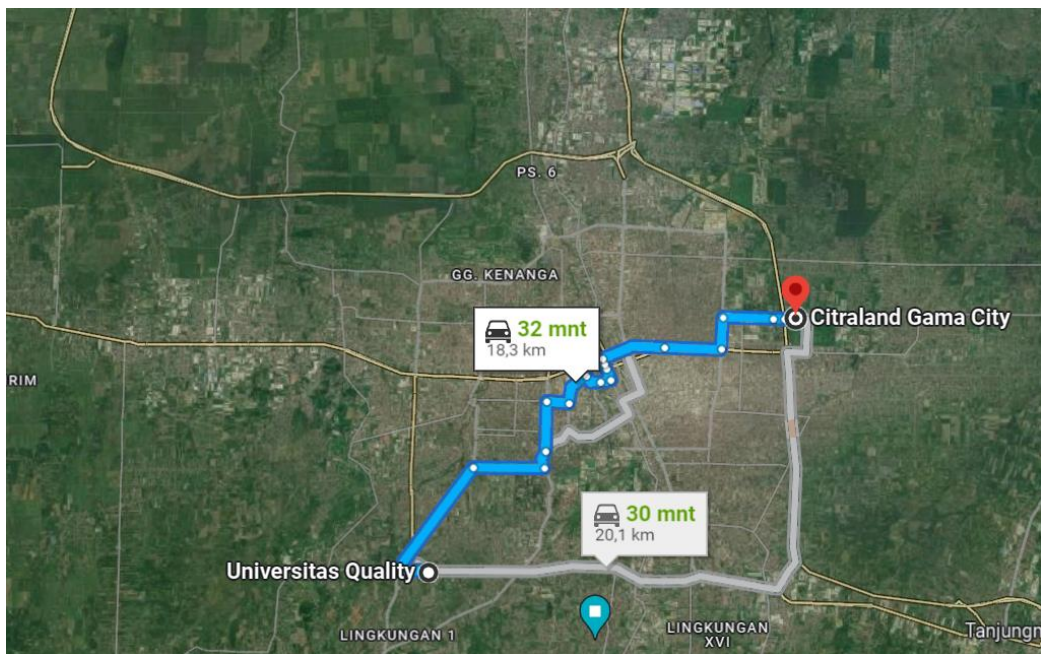 PS. 6
GG. KENANGA
32 mnt
18,3 km
Citraland Gama City
RIM
30 mnt
20,1 km
Universitas Quality
LINGKUNGAN 1
LINGKUNGAN
XVI
Tanjungm